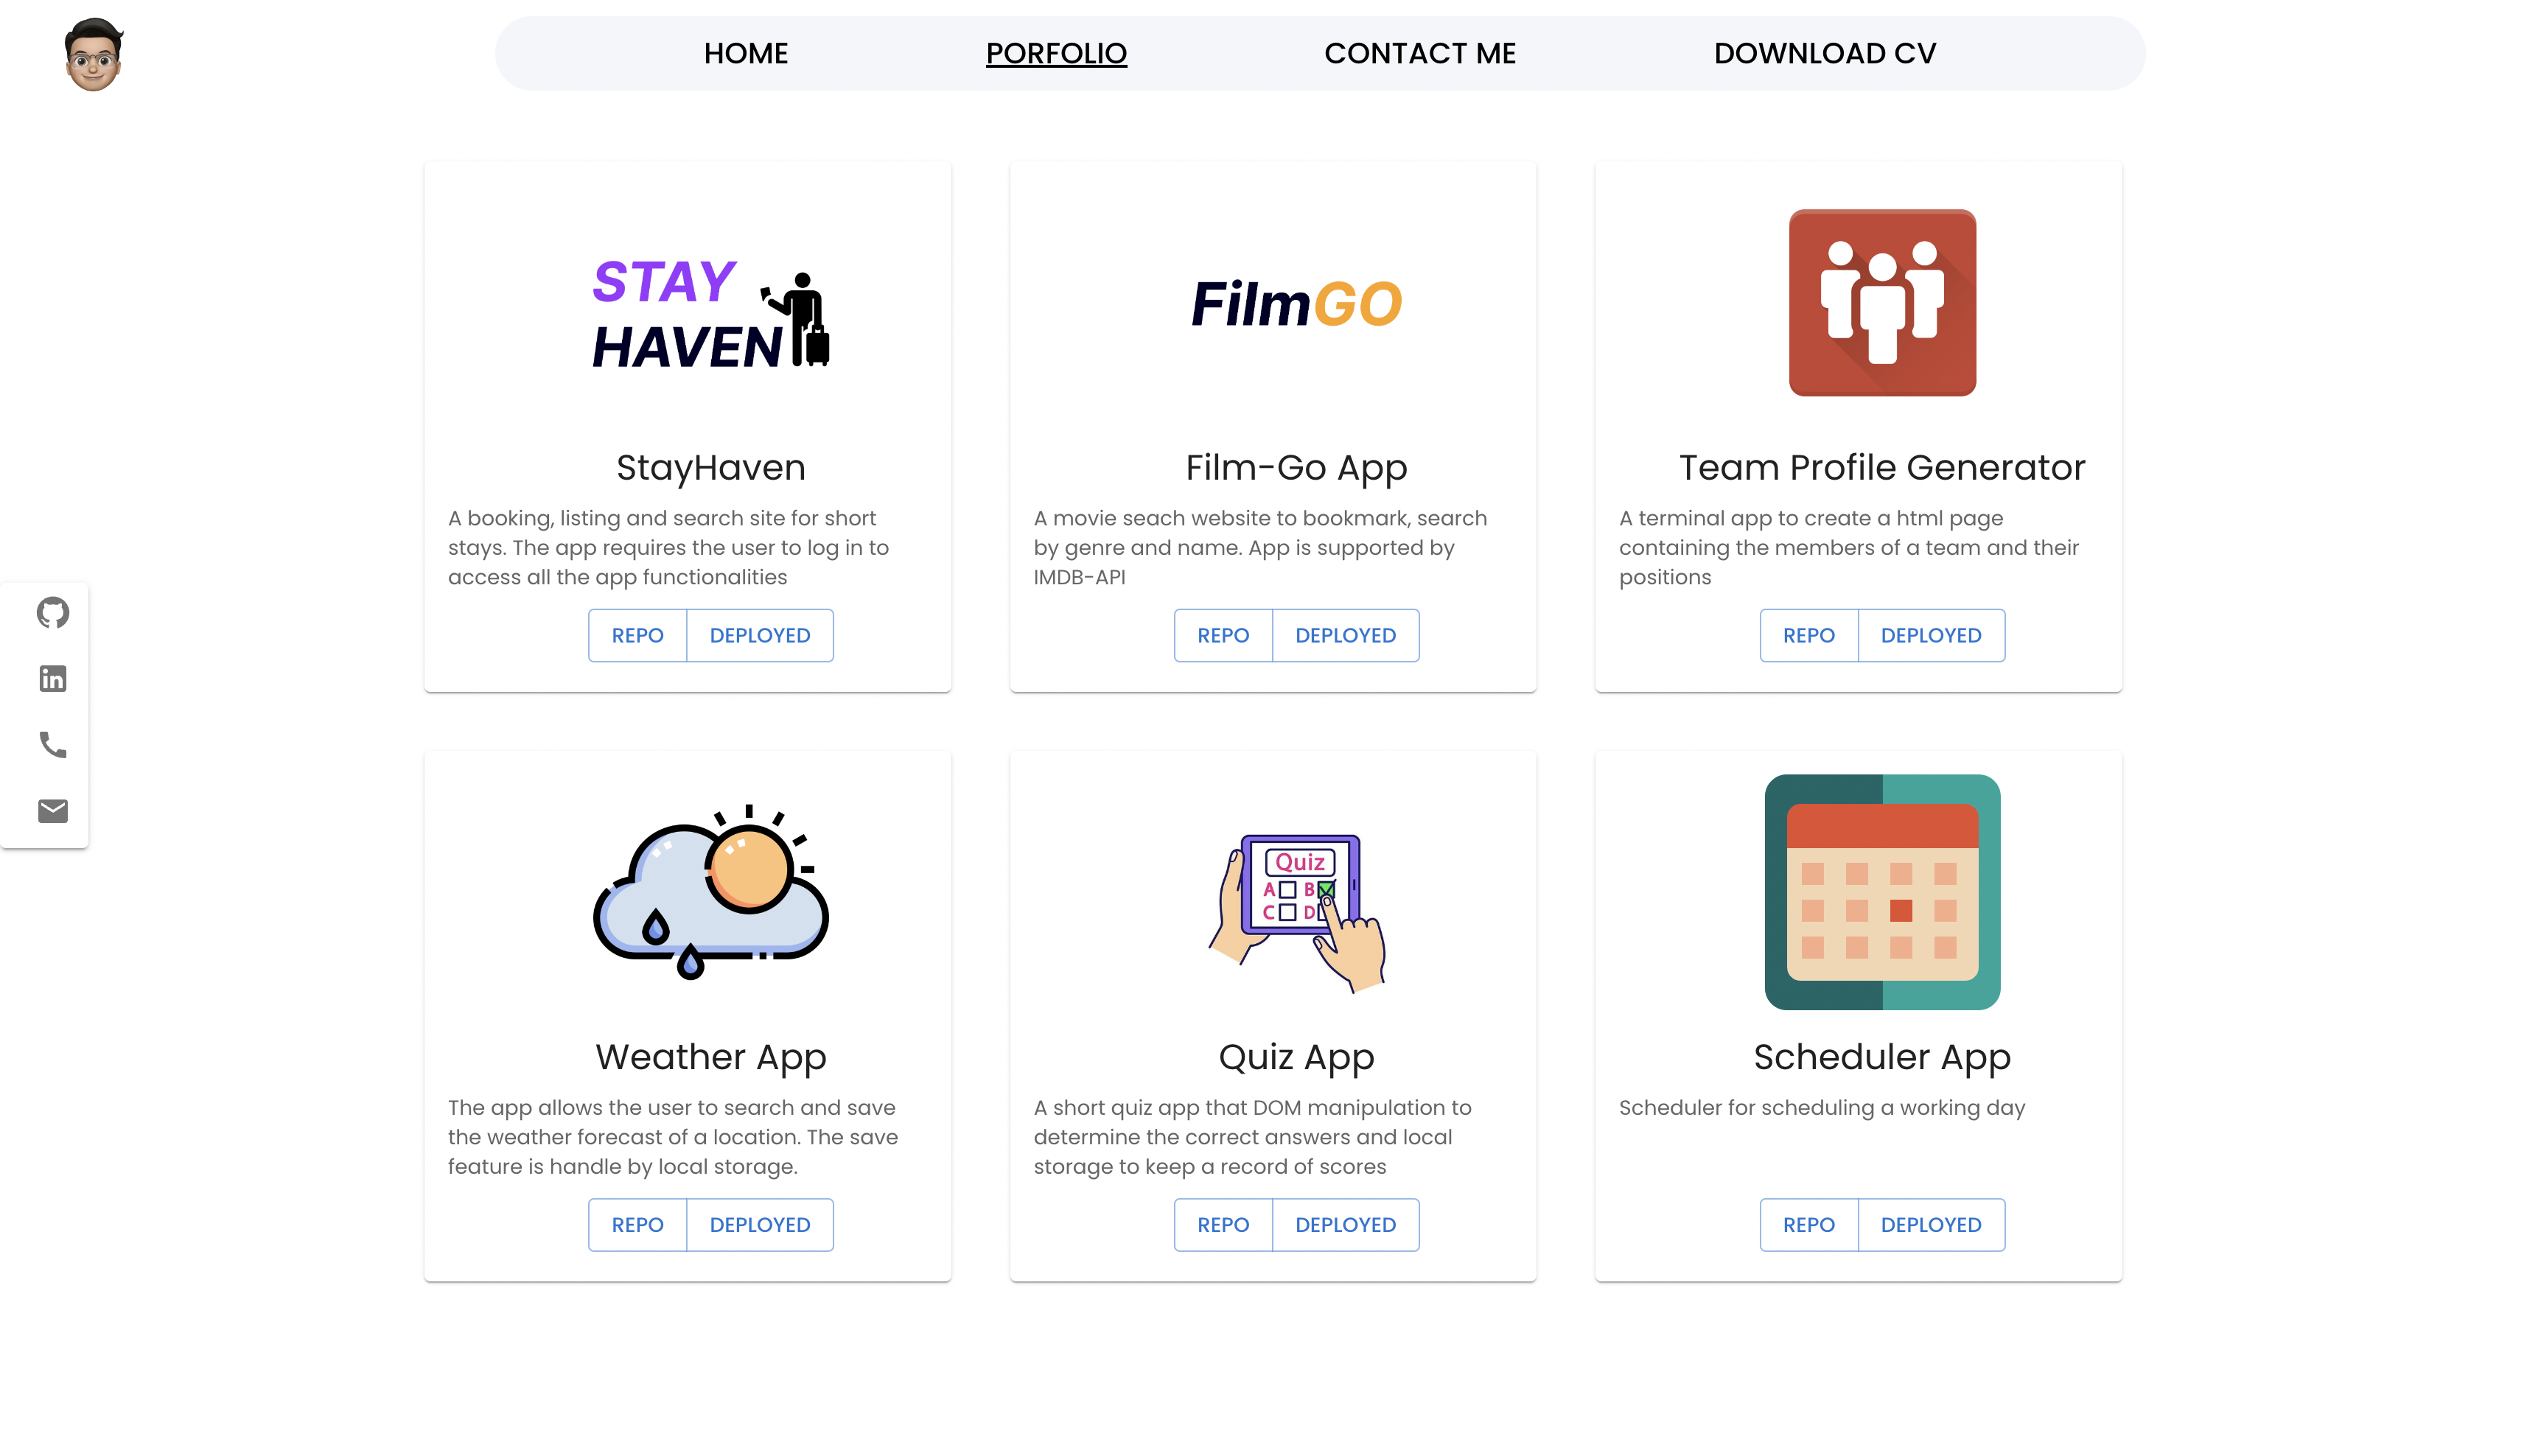 HOME PORFOLIO CONTACT ME DOWNLOAD CV
STAY
HAVEN
StayHaven
A booking, listing and search site for short
stays. The app requires the user to log in to
access all the app functionalities
REPO DEPLOYED
FilmGO
Film-Go App
A movie seach website to bookmark, search
by genre and name. App is supported by
IMDB-API
REPO DEPLOYED
Team Profile Generator
A terminal app to create a html page
containing the members of a team and their
positions
REPO DEPLOYED
in
Weather App
The app allows the user to search and save
the weather forecast of a location. The save
feature is handle by local storage.
REPO DEPLOYED
Quiz
A B
C D
Quiz App
A short quiz app that DOM manipulation to
determine the correct answers and local
storage to keep a record of scores
REPO DEPLOYED
Scheduler App
Scheduler for scheduling a working day
REPO DEPLOYED